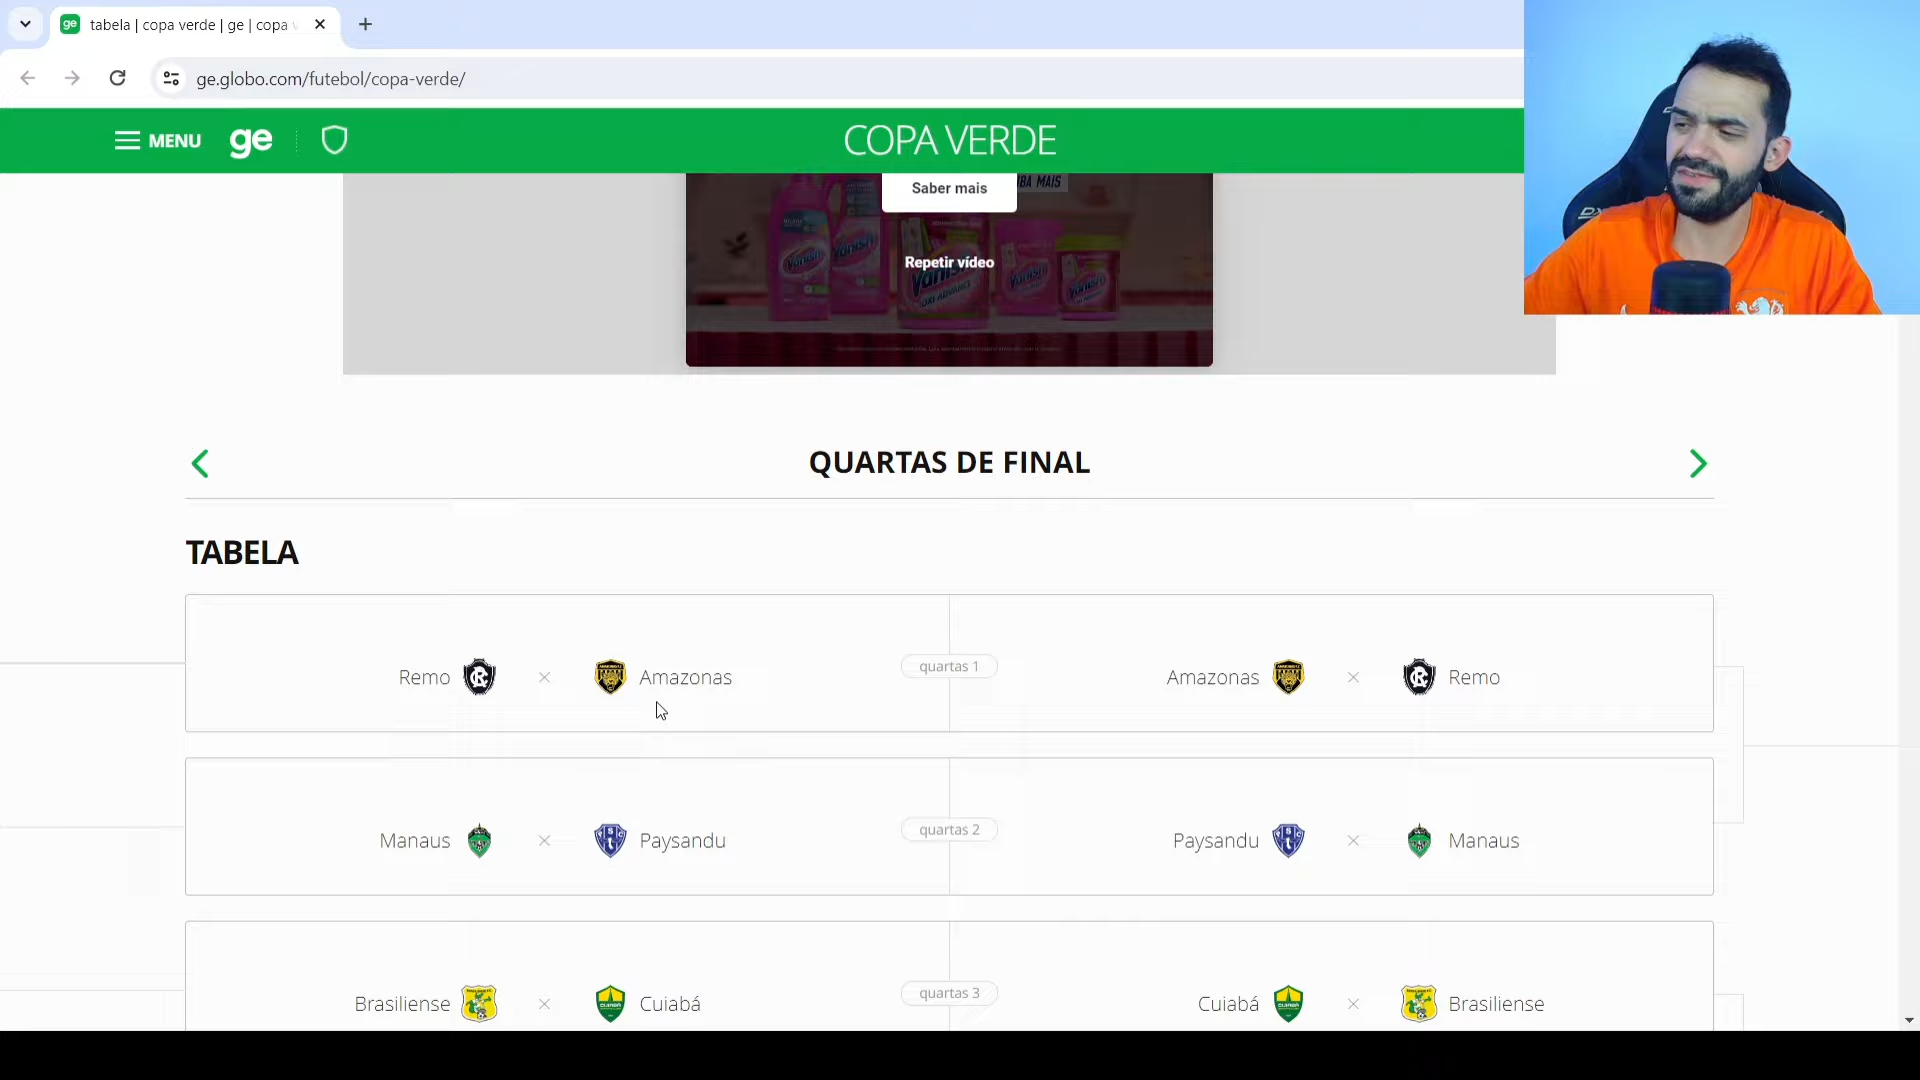 tabela | copa verde | ge | copa
ge.globo.com/futebol/copa-verde/
MENU
ge
COPA VERDE
Saber mais
Repetir vídeo
Vanish
QUARTAS DE FINAL
TABELA
Remo × Amazonas
quartas 1
Amazonas × Remo
Manaus × Paysandu
quartas 2
Paysandu × Manaus
Brasiliense × Cuiabá
quartas 3
Cuiabá × Brasiliense